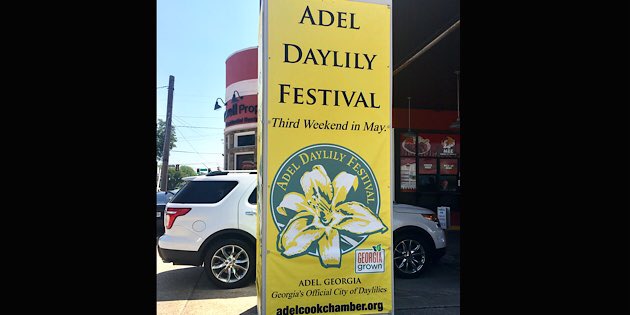 ADEL
DAYLILY
FESTIVAL
Third Weekend in May.
ADEL DAYLILY FESTIVAL
GEORGIA
grown
ADEL, GEORGIA
Georgia's Official City of Daylilies
adelcookchamber.org